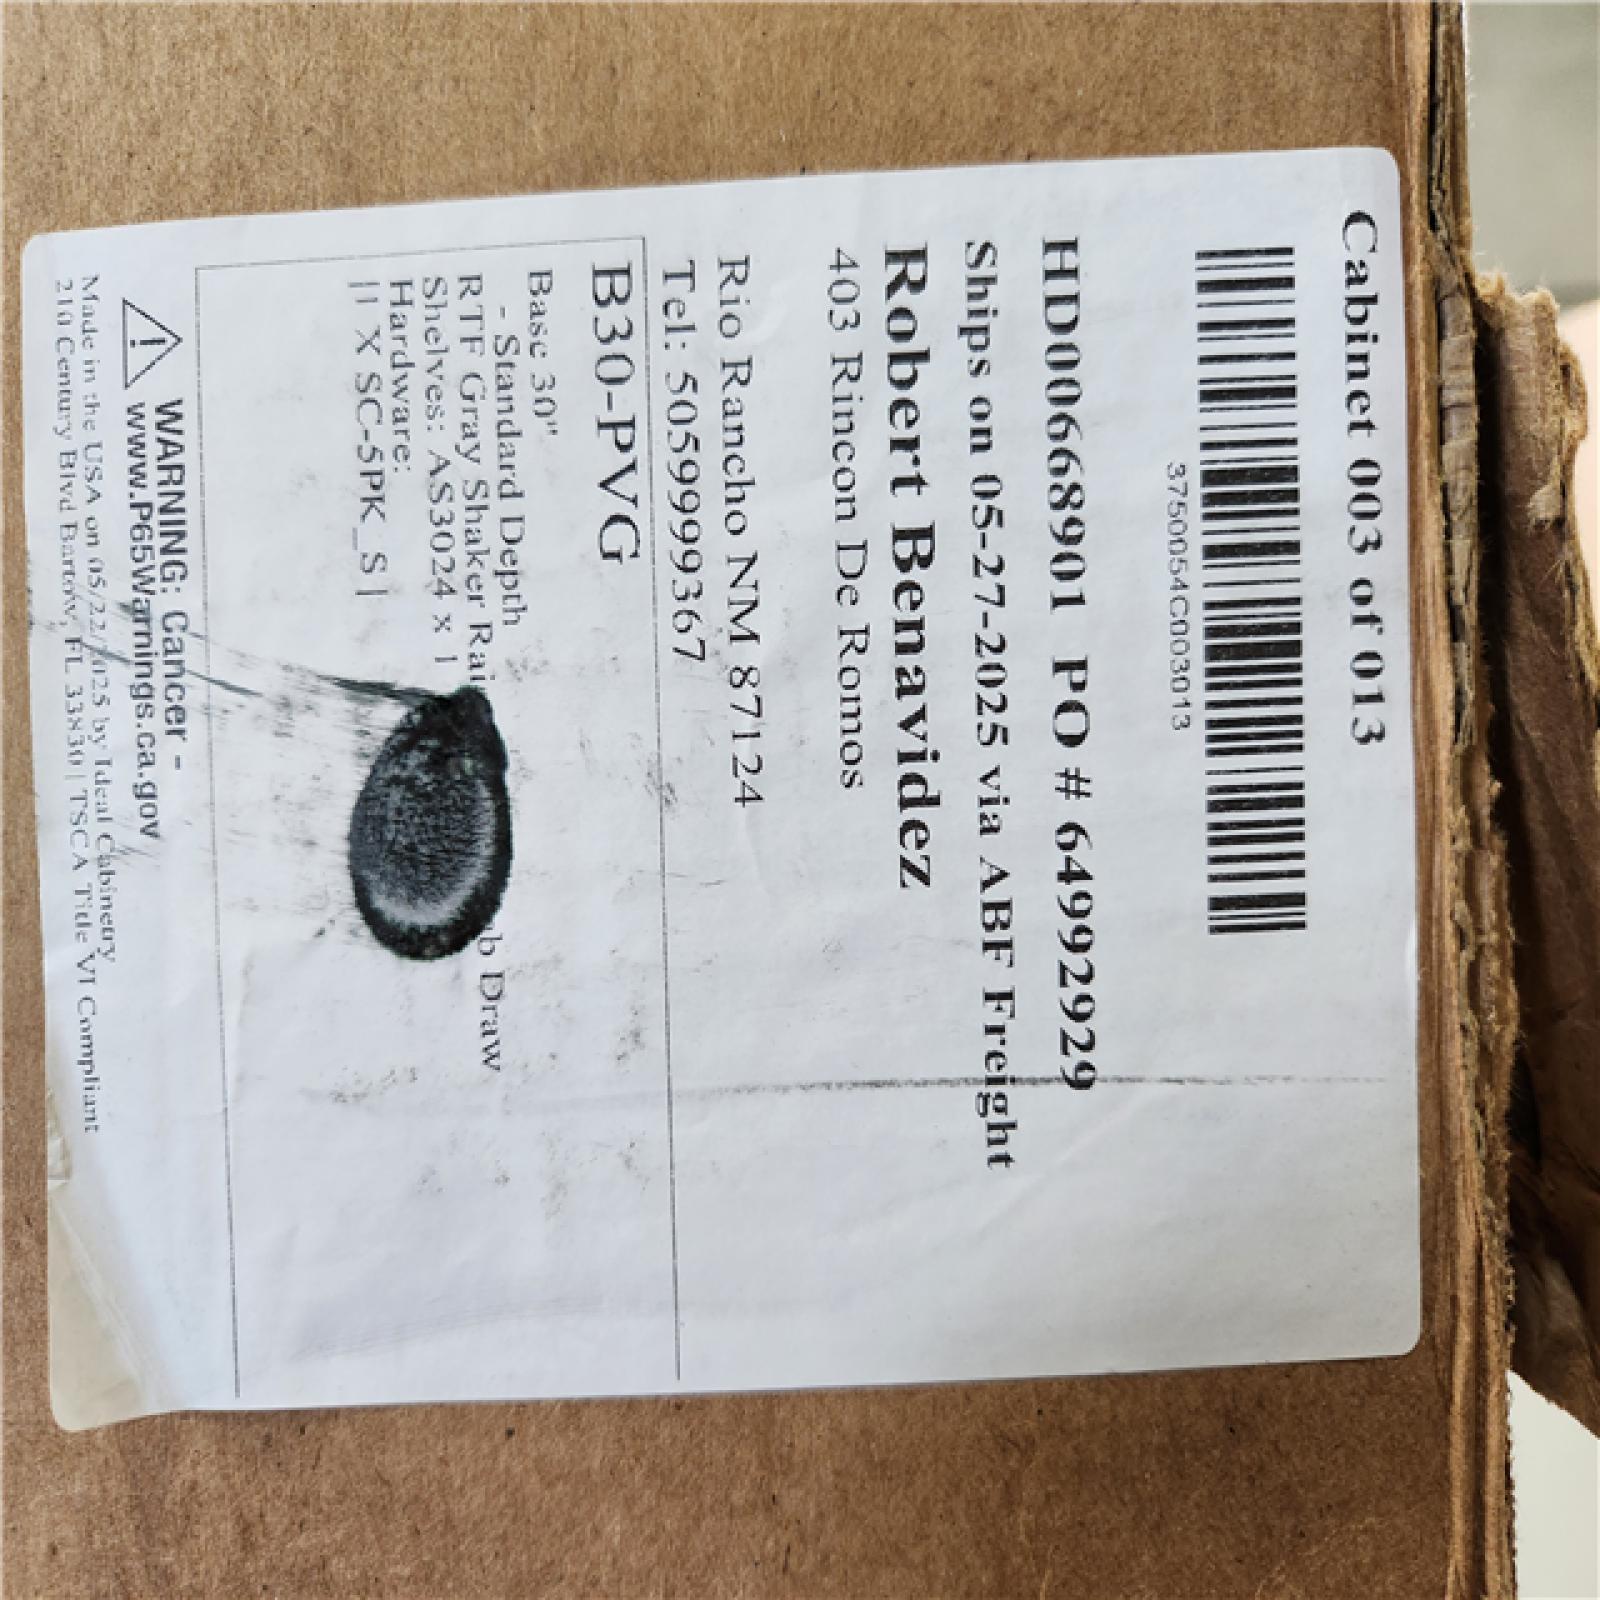 Cabinet 003 of 013
3750054C003013
HD00668901 PO # 64992929
Ships on 05-27-2025 via ABF Freight
Robert Benavidez
403 Rincon De Romos
Rio Rancho NM 87124
Tel: 5059999367
B30-PVG
Base 30"
- Standard Depth
RTF Gray Shaker b Draw
Shelves: AS3024 x 1
Hardware:
|1 X SC-5PK_S|
WARNING: Cancer -
www.P65Warnings.ca.gov
Made in the USA on 05/22/2025 by Ideal Cabinetry
210 Century Blvd Bartow, FL 33830| TSCA Title VI Compliant